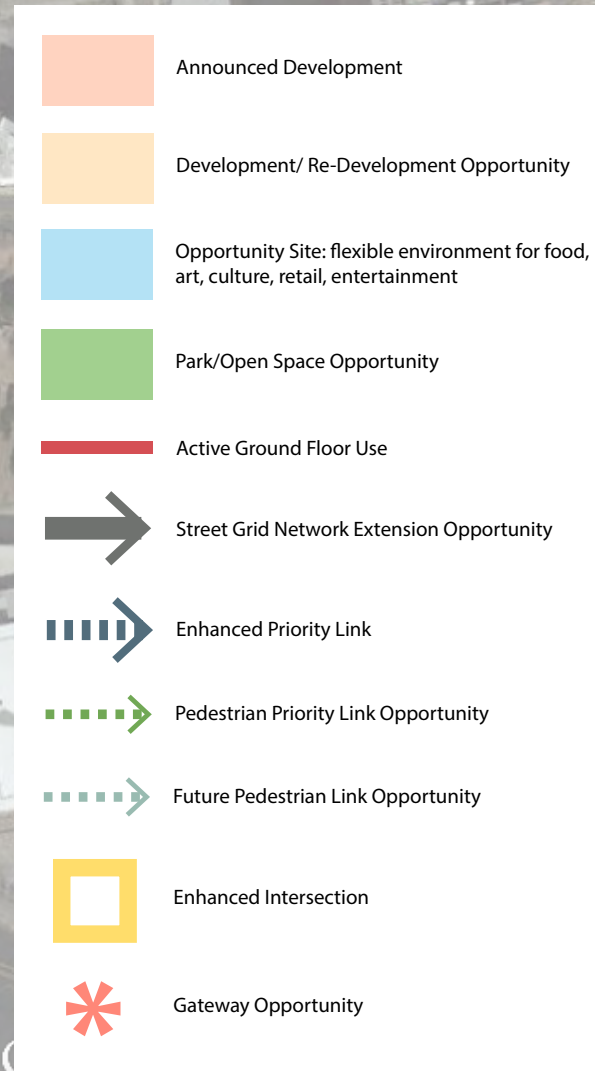 Announced Development
Development/ Re-Development Opportunity
Opportunity Site: flexible environment for food,
art, culture, retail, entertainment
Park/Open Space Opportunity
Active Ground Floor Use
Street Grid Network Extension Opportunity
Enhanced Priority Link
Pedestrian Priority Link Opportunity
Future Pedestrian Link Opportunity
Enhanced Intersection
Gateway Opportunity